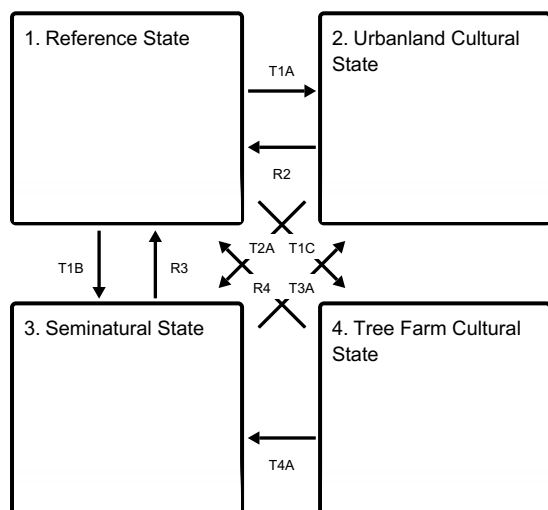 1. Reference State
2. Urbanland Cultural
State
T1A
R2
T1B
R3
T2A
T1C
R4
T3A
3. Seminatural State
4. Tree Farm Cultural
State
T4A